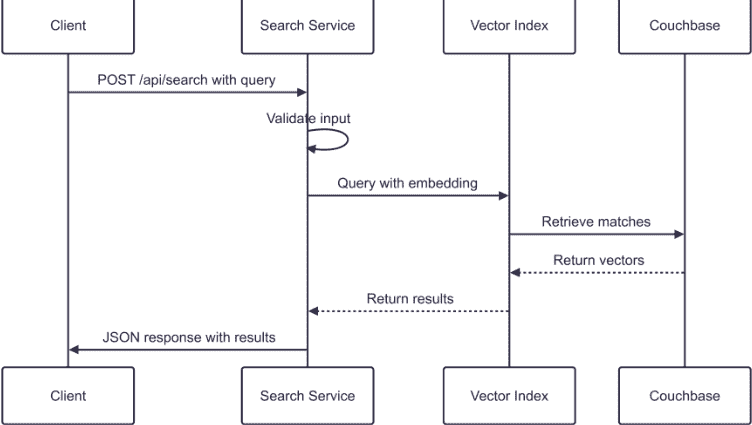 Client
Search Service
Vector Index
Couchbase
POST /api/search with query
Validate input
Query with embedding
Retrieve matches
Return vectors
Return results
JSON response with results
Client
Search Service
Vector Index
Couchbase